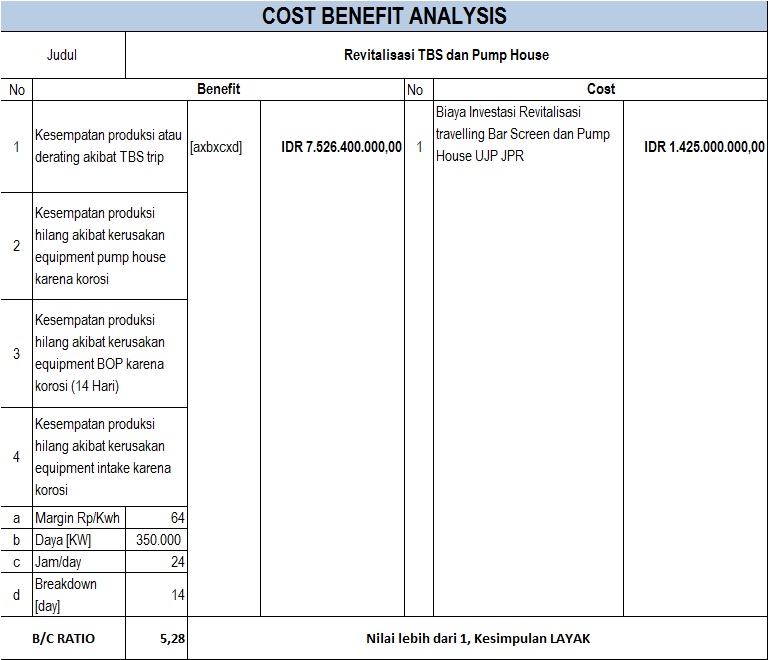 COST BENEFIT ANALYSIS
Judul
Revitalisasi TBS dan Pump House
No
Benefit
No
Cost
1
Kesempatan produksi atau
derating akibat TBS trip
[axbxcxd]
IDR 7.526.400.000,00
1
Biaya Investasi Revitalisasi
travelling Bar Screen dan Pump
House UJP JPR
IDR 1.425.000.000,00
2
Kesempatan produksi
hilang akibat kerusakan
equipment pump house
karena korosi
3
Kesempatan produksi
hilang akibat kerusakan
equipment BOP karena
korosi (14 Hari)
4
Kesempatan produksi
hilang akibat kerusakan
equipment intake karena
korosi
a
Margin Rp/Kwh
64
b
Daya [KW]
350.000
c
Jam/day
24
d
Breakdown
[day]
14
B/C RATIO
5,28
Nilai lebih dari 1, Kesimpulan LAYAK